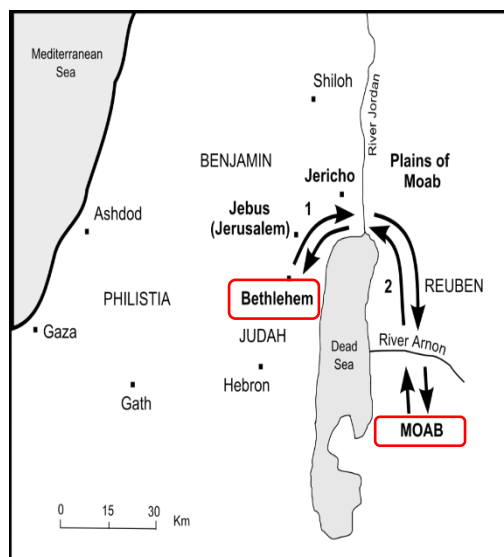 Mediterranean
Sea
Shiloh
River Jordan
BENJAMIN
Jericho
Plains of
Moab
1
Jebus
(Jerusalem)
Ashdod
2
REUBEN
Bethlehem
PHILISTIA
JUDAH
Gaza
Dead
Sea
River Arnon
Hebron
Gath
MOAB
0 15 30
Km